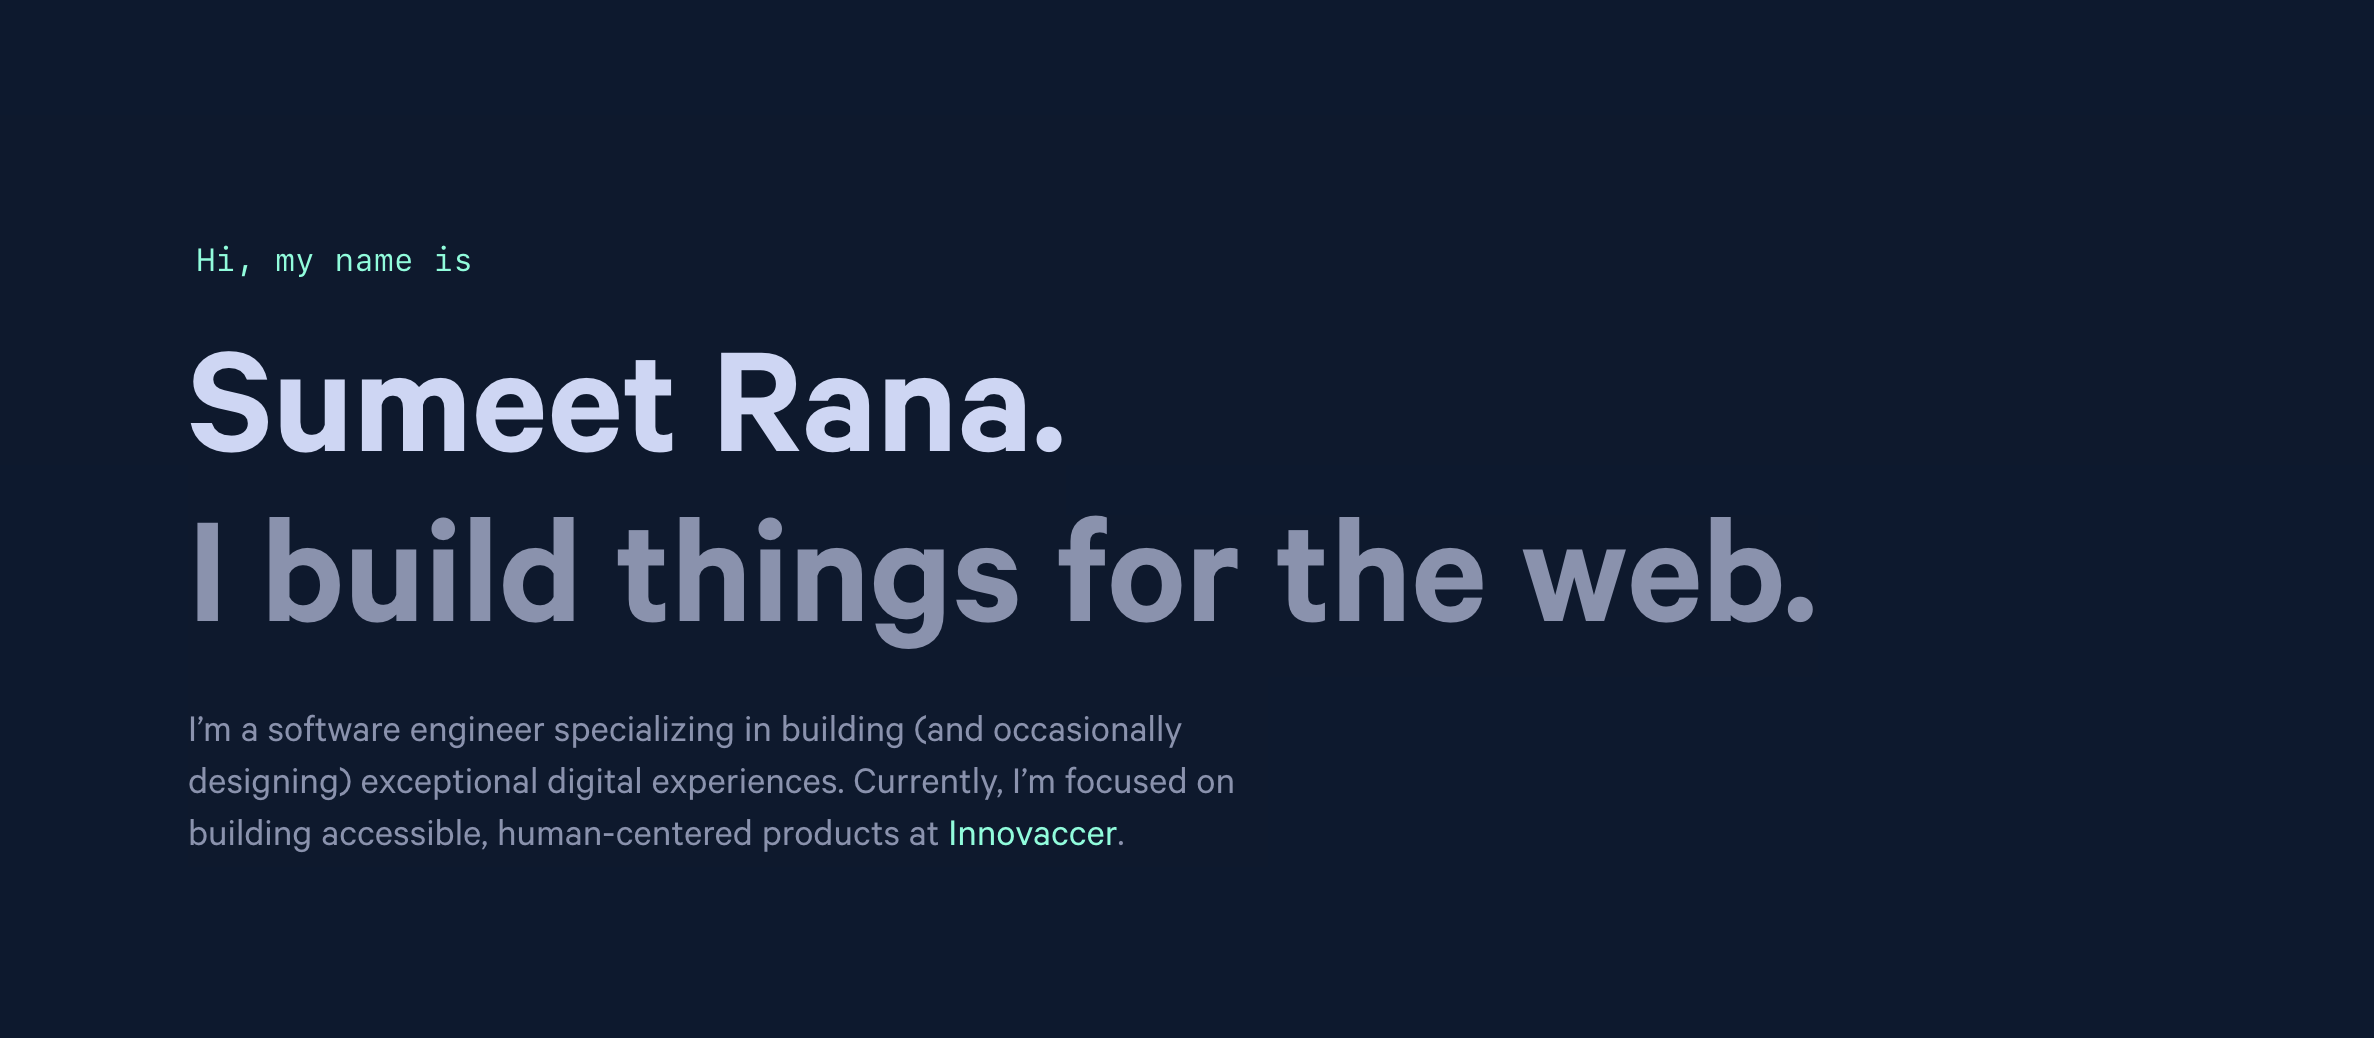 Hi, my name is
Sumeet Rana.
I build things for the web.
I’m a software engineer specializing in building (and occasionally
designing) exceptional digital experiences. Currently, I’m focused on
building accessible, human-centered products at Innovaccer.